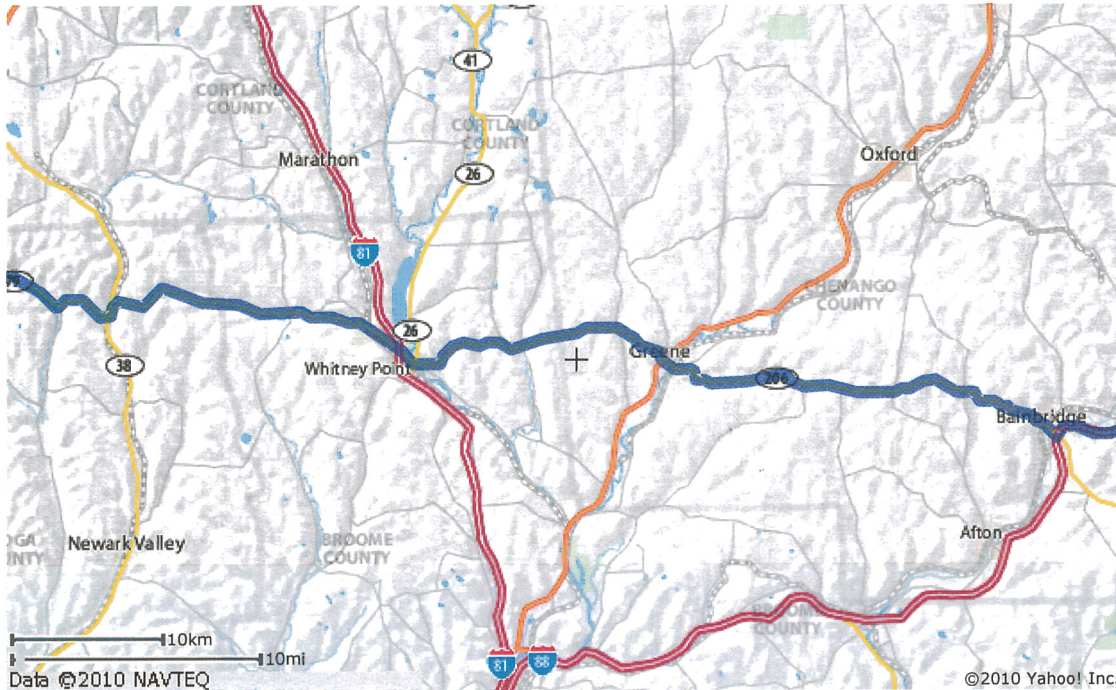 41
CORTLAND
COUNTY
CORTLAND
COUNTY
Marathon
Oxford
26
81
CHENANGO
COUNTY
26
Greene
38
Whitney Point
206
Bainbridge
Newark Valley
BROOME
COUNTY
Afton
COUNTY
10km
10mi
81
88
Data ©2010 NAVTEQ
©2010 Yahoo! Inc